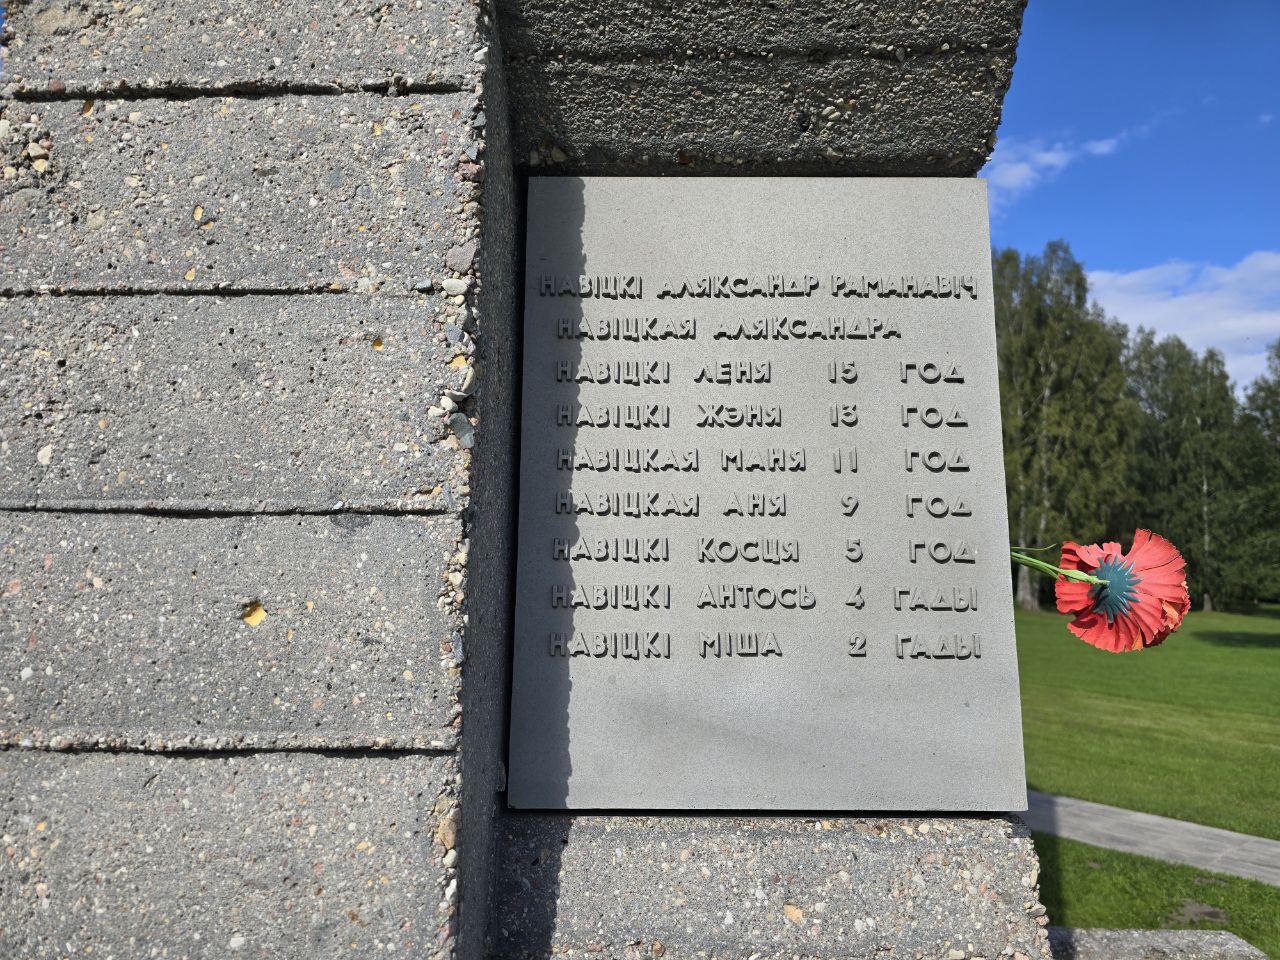 НАВІЦКІ АЛЯКСАНДР РАМАНАВІЧ
НАВІЦКАЯ АЛЯКСАНДРА
НАВІЦКІ ЛЕНЯ 15 ГОД
НАВІЦКІ ЖЭНЯ 13 ГОД
НАВІЦКАЯ МАНЯ 11 ГОД
НАВІЦКАЯ АНЯ 9 ГОД
НАВІЦКІ КОСЦЯ 5 ГОД
НАВІЦКІ АНТОСЬ 4 ГАДЫ
НАВІЦКІ МІША 2 ГАДЫ